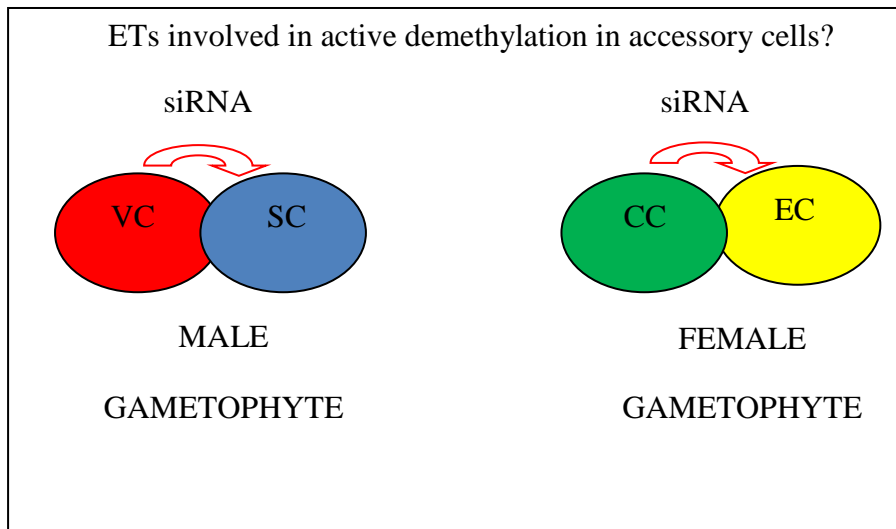 ETs involved in active demethylation in accessory cells?
siRNA
siRNA
VC
SC
CC
EC
MALE
FEMALE
GAMETOPHYTE
GAMETOPHYTE